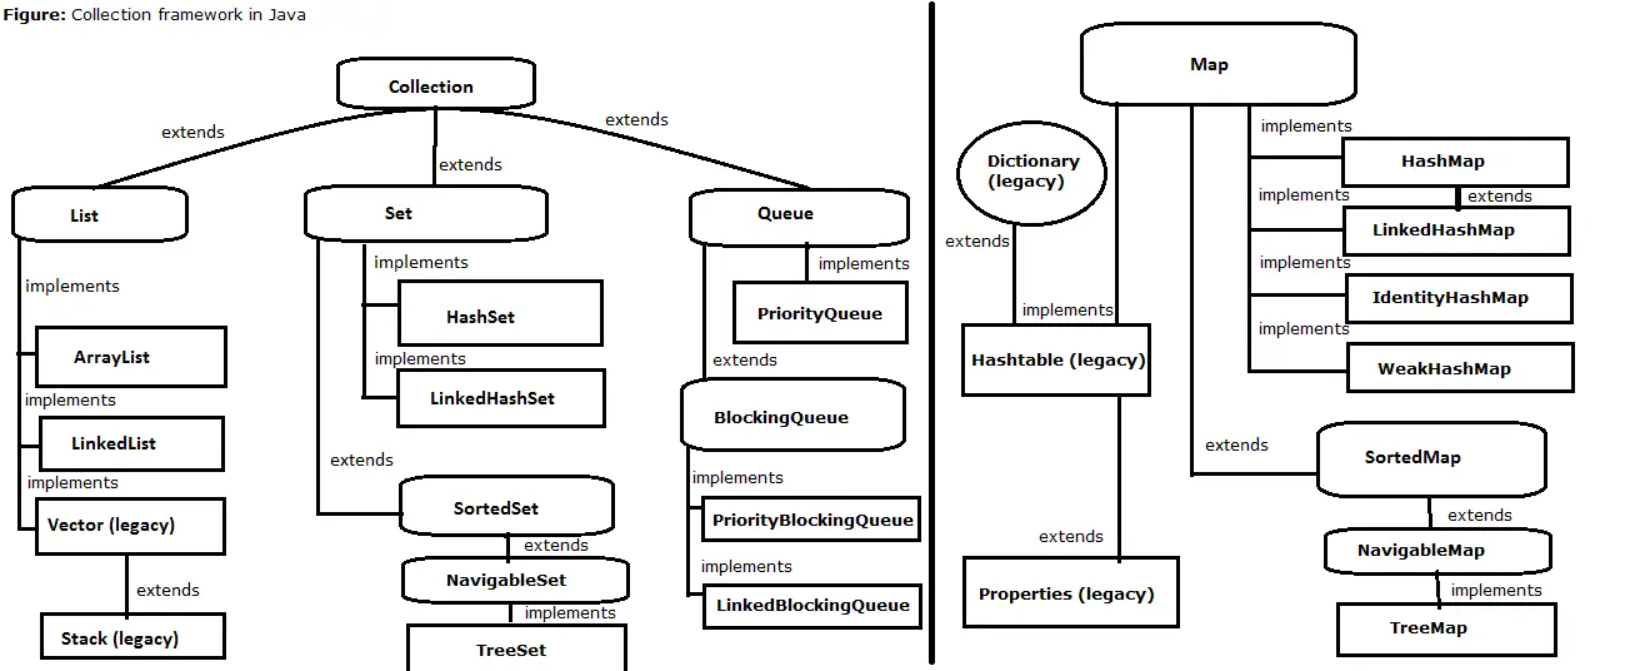 Figure: Collection framework in Java
Collection
extends
extends
extends
List
Set
Queue
implements
ArrayList
implements
LinkedList
implements
Vector (legacy)
extends
Stack (legacy)
implements
HashSet
implements
LinkedHashSet
extends
SortedSet
extends
NavigableSet
implements
TreeSet
implements
PriorityQueue
extends
BlockingQueue
implements
PriorityBlockingQueue
implements
LinkedBlockingQueue
Map
Dictionary
(legacy)
extends
implements
Hashtable (legacy)
extends
Properties (legacy)
implements
HashMap
implements
extends
LinkedHashMap
implements
IdentityHashMap
implements
WeakHashMap
extends
SortedMap
extends
NavigableMap
implements
TreeMap